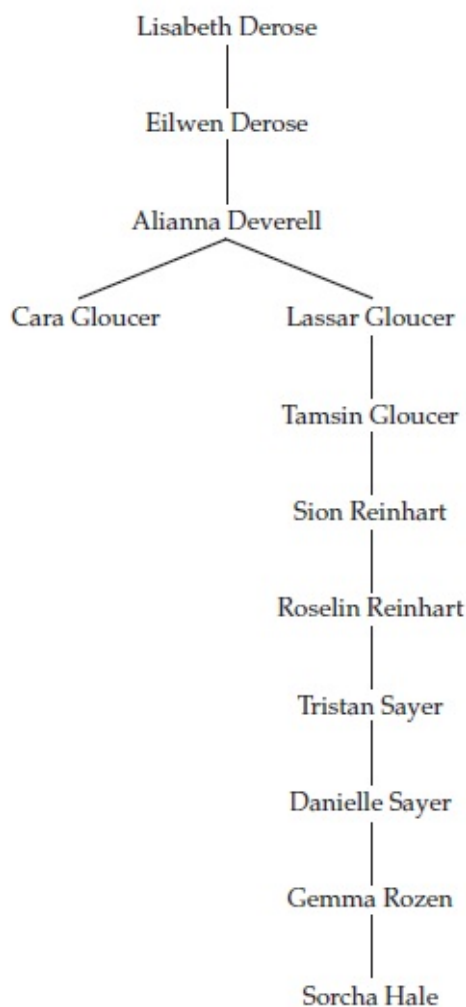 Lisabeth Derose
Eilwen Derose
Alianna Deverell
Cara Gloucer
Lassar Gloucer
Tamsin Gloucer
Sion Reinhart
Roselin Reinhart
Tristan Sayer
Danielle Sayer
Gemma Rozen
Sorcha Hale